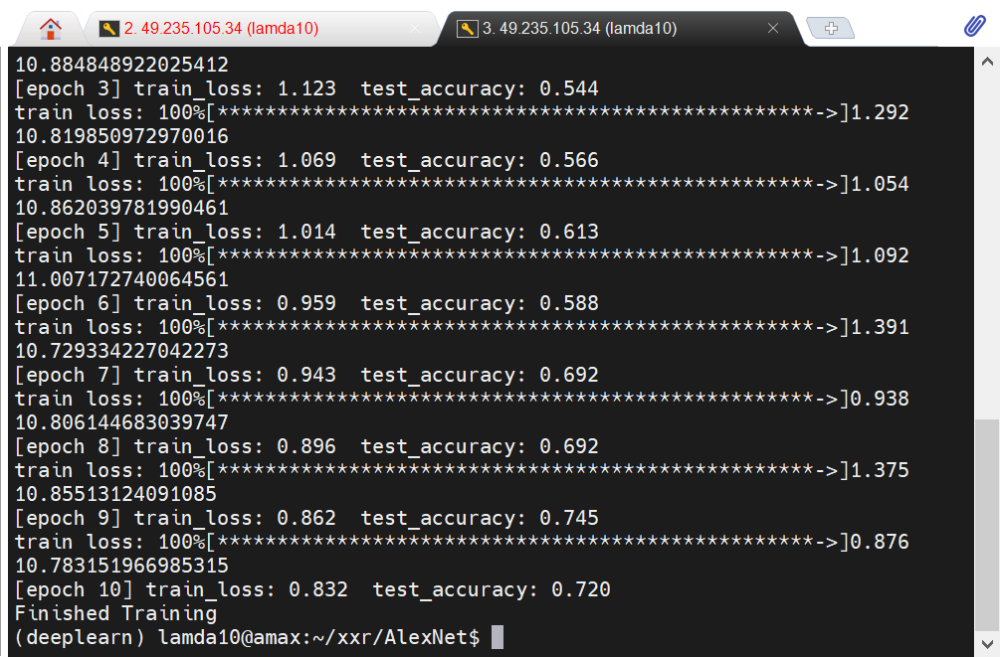 2. 49.235.105.34 (lamda10)
3. 49.235.105.34 (lamda10)
10.884848922025412
[epoch 3] train_loss: 1.123  test_accuracy: 0.544
train loss: 100%[**************************************************->]1.292
10.819850972970016
[epoch 4] train_loss: 1.069  test_accuracy: 0.566
train loss: 100%[**************************************************->]1.054
10.862039781990461
[epoch 5] train_loss: 1.014  test_accuracy: 0.613
train loss: 100%[**************************************************->]1.092
11.007172740064561
[epoch 6] train_loss: 0.959  test_accuracy: 0.588
train loss: 100%[**************************************************->]1.391
10.729334227042273
[epoch 7] train_loss: 0.943  test_accuracy: 0.692
train loss: 100%[**************************************************->]0.938
10.806144683039747
[epoch 8] train_loss: 0.896  test_accuracy: 0.692
train loss: 100%[**************************************************->]1.375
10.85513124091085
[epoch 9] train_loss: 0.862  test_accuracy: 0.745
train loss: 100%[**************************************************->]0.876
10.783151966985315
[epoch 10] train_loss: 0.832  test_accuracy: 0.720
Finished Training
(deeplearn) lamda10@amax:~/xxr/AlexNet$